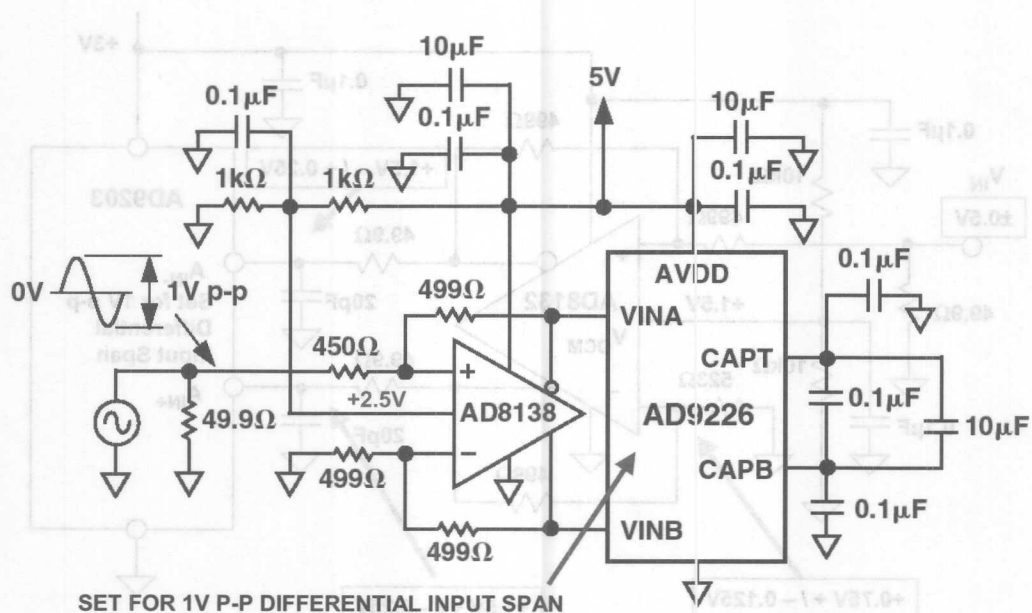 10μF
5V
0.1μF
10μF
0.1μF
0.1μF
1kΩ
1kΩ
AVDD
0.1μF
0V
1V p-p
499Ω
VINA
CAPT
450Ω
+
+2.5V
AD8138
0.1μF
49.9Ω
AD9226
10μF
−
499Ω
CAPB
0.1μF
499Ω
VINB
SET FOR 1V P-P DIFFERENTIAL INPUT SPAN